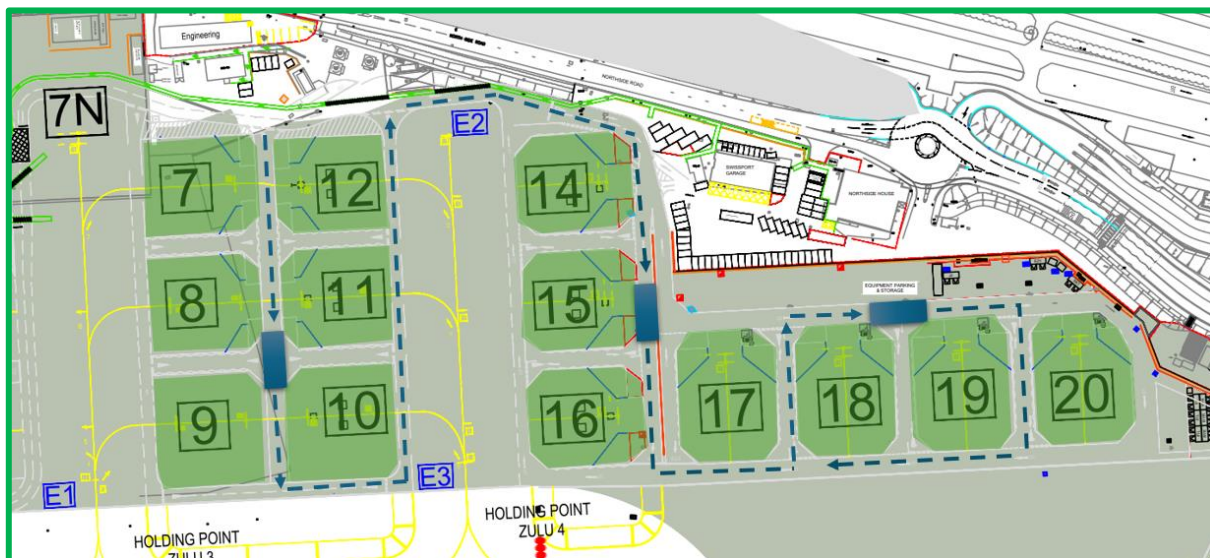 Engineering
NORTHSIDE ROAD
7N
E2
7
12
14
SWISSPORT
GARAGE
NORTHSIDE HOUSE
8
11
15
EQUIPMENT PARKING
& STORAGE
9
10
16
17
18
19
20
E1
E3
HOLDING POINT
ZULU 3
HOLDING POINT
ZULU 4